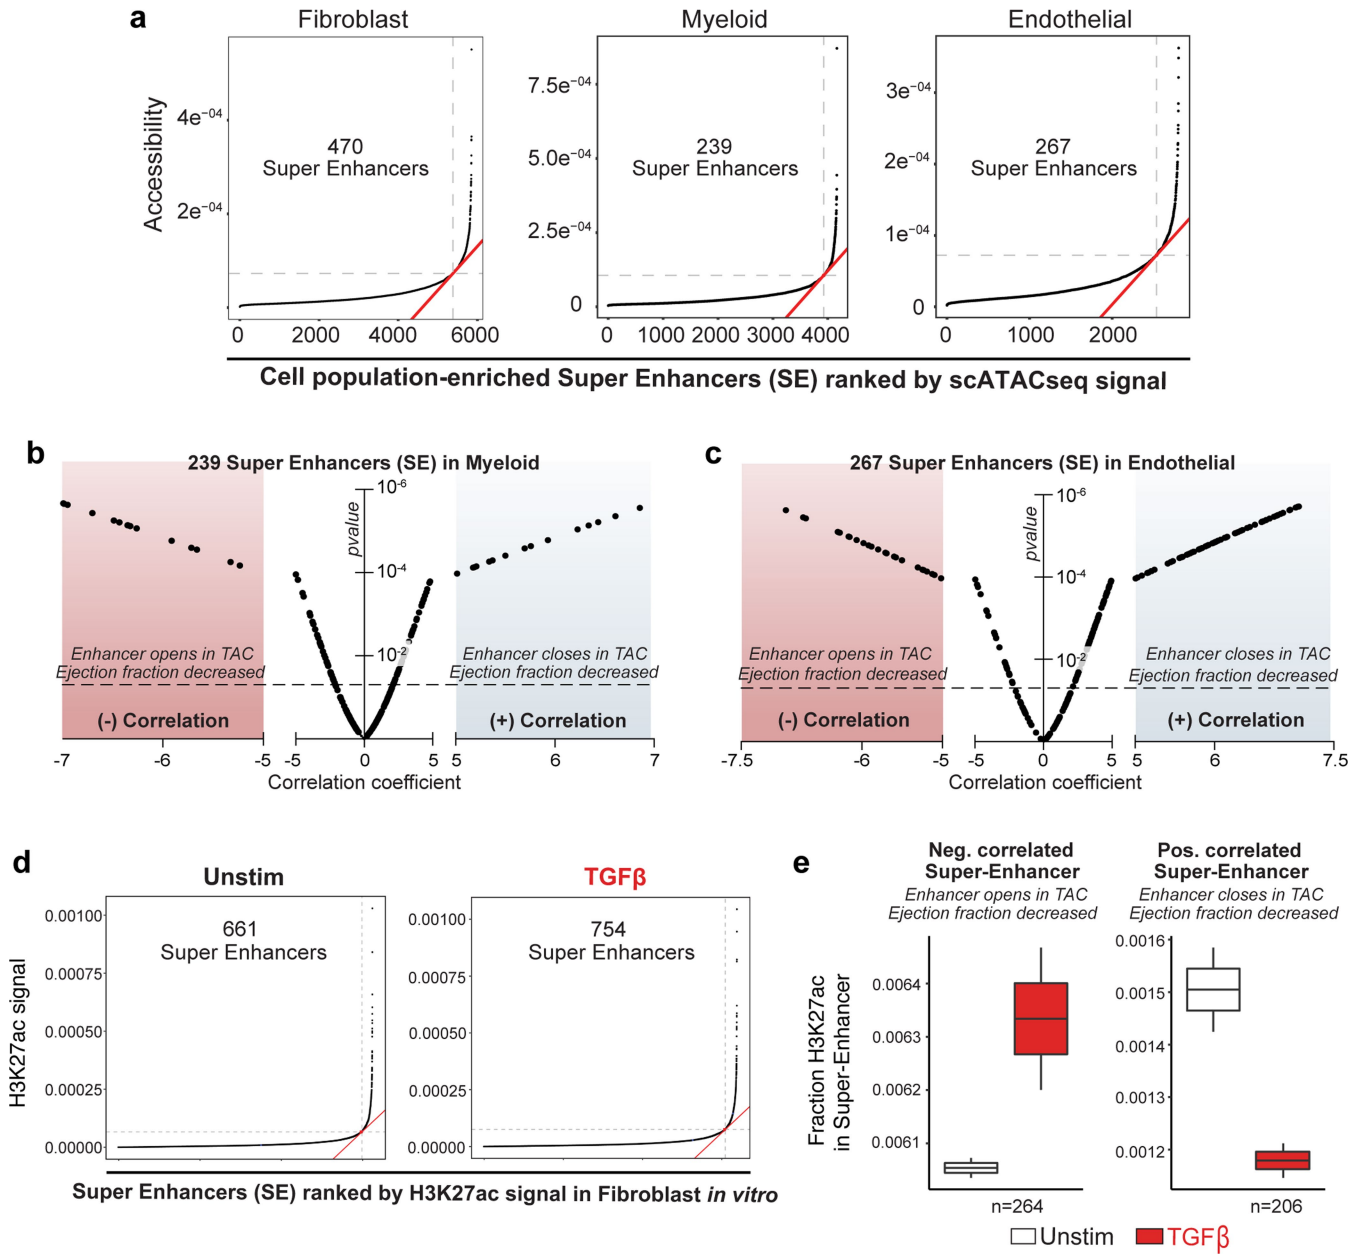 a
Fibroblast
Myeloid
Endothelial
Accessibility
4e−04
2e−04
470
Super Enhancers
0 2000 4000 6000
7.5e−04
5.0e−04
2.5e−04
0
239
Super Enhancers
0 1000 2000 3000 4000
3e−04
2e−04
1e−04
0
267
Super Enhancers
0 1000 2000
Cell population-enriched Super Enhancers (SE) ranked by scATACseq signal
b
239 Super Enhancers (SE) in Myeloid
pvalue
10-6
10-4
10-2
Enhancer opens in TAC
Ejection fraction decreased
(-) Correlation
Enhancer closes in TAC
Ejection fraction decreased
(+) Correlation
-7 -6 -5 -5 0 5 5 6 7
Correlation coefficient
c
267 Super Enhancers (SE) in Endothelial
pvalue
10-6
10-4
10-2
Enhancer opens in TAC
Ejection fraction decreased
(-) Correlation
Enhancer closes in TAC
Ejection fraction decreased
(+) Correlation
-7.5 -6 -5 -5 0 5 5 6 7.5
Correlation coefficient
d
Unstim
TGFβ
H3K27ac signal
0.00100
0.00075
0.00050
0.00025
0.00000
661
Super Enhancers
0.00100
0.00075
0.00050
0.00025
0.00000
754
Super Enhancers
Super Enhancers (SE) ranked by H3K27ac signal in Fibroblast in vitro
e
Neg. correlated
Super-Enhancer
Enhancer opens in TAC
Ejection fraction decreased
Pos. correlated
Super-Enhancer
Enhancer closes in TAC
Ejection fraction decreased
Fraction H3K27ac
in Super-Enhancer
0.0064
0.0063
0.0062
0.0061
n=264
0.0016
0.0015
0.0014
0.0013
0.0012
n=206
Unstim TGFβ